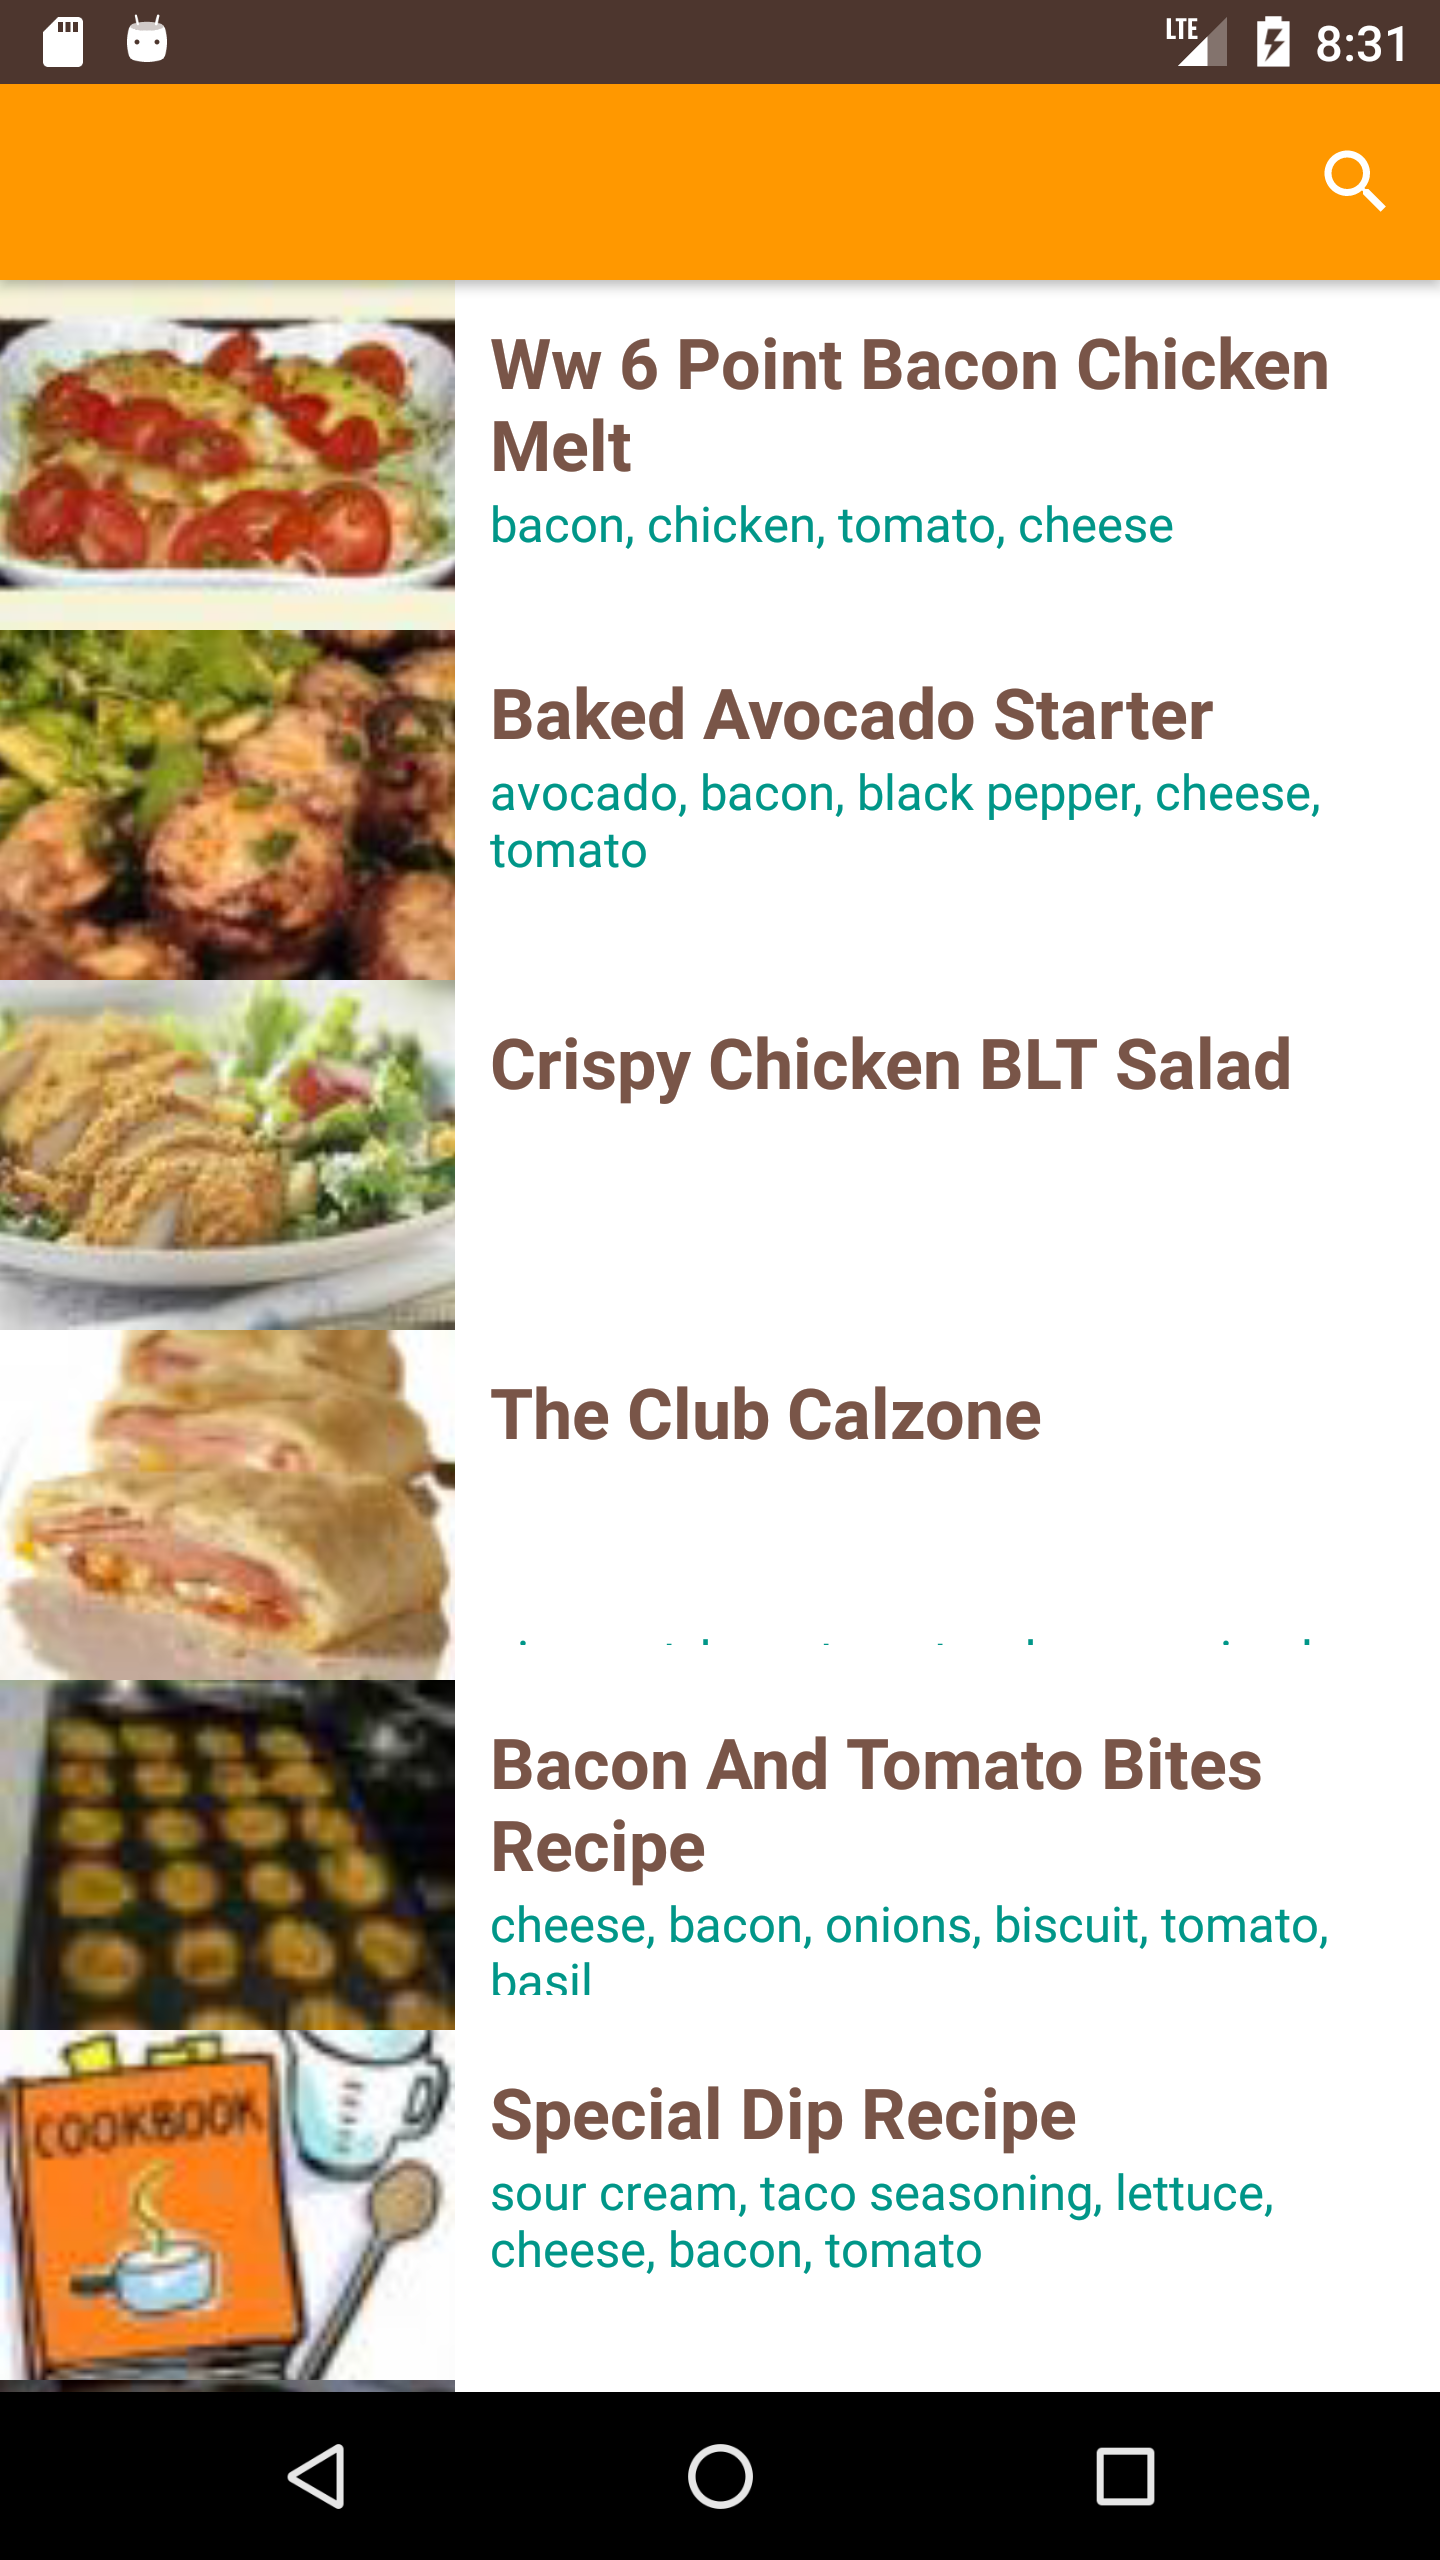 LTE 8:31
Ww 6 Point Bacon Chicken
Melt
bacon, chicken, tomato, cheese
Baked Avocado Starter
avocado, bacon, black pepper, cheese,
tomato
Crispy Chicken BLT Salad
The Club Calzone
Bacon And Tomato Bites
Recipe
cheese, bacon, onions, biscuit, tomato,
basil
COOKBOOK
Special Dip Recipe
sour cream, taco seasoning, lettuce,
cheese, bacon, tomato